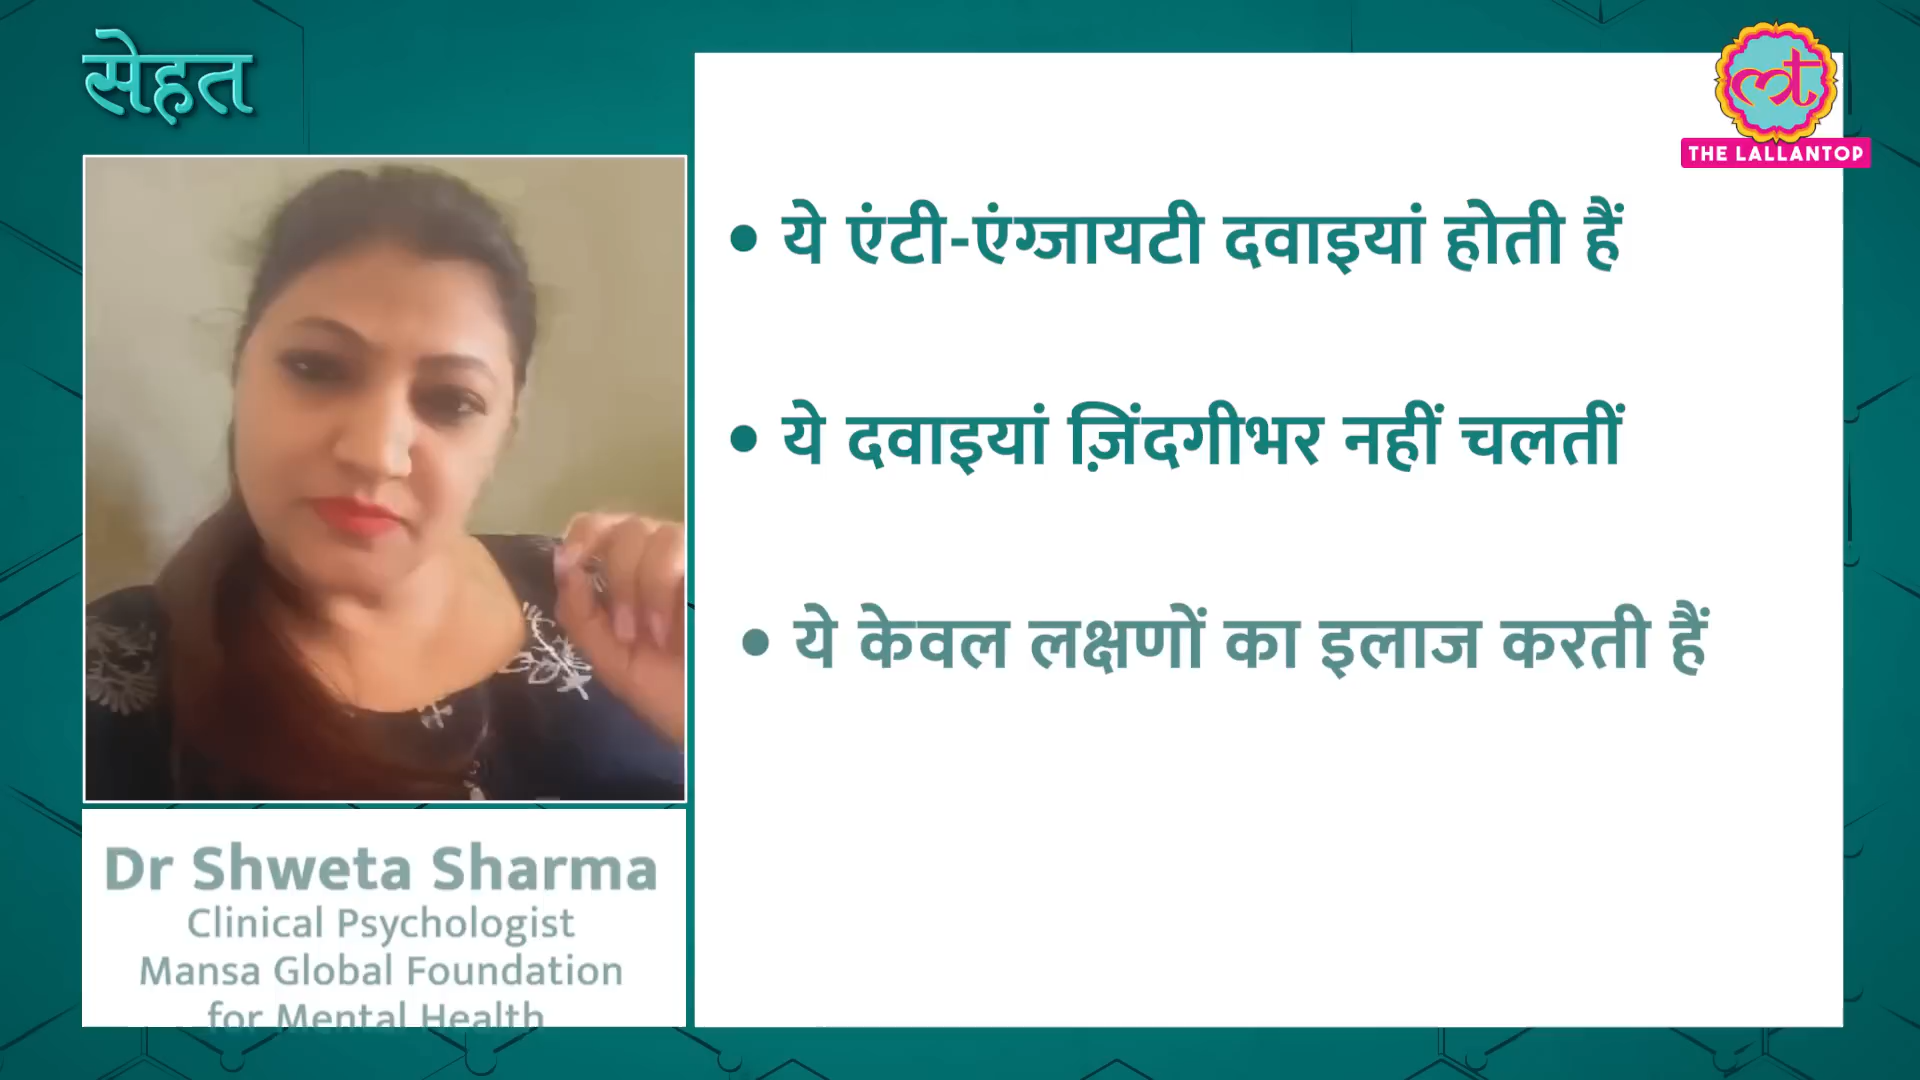 सेहत
THE LALLANTOP
• ये एंटी-एंग्जायटी दवाइयां होती हैं
• ये दवाइयां ज़िंदगीभर नहीं चलतीं
• ये केवल लक्षणों का इलाज करती हैं
Dr Shweta Sharma
Clinical Psychologist
Mansa Global Foundation
for Mental Health